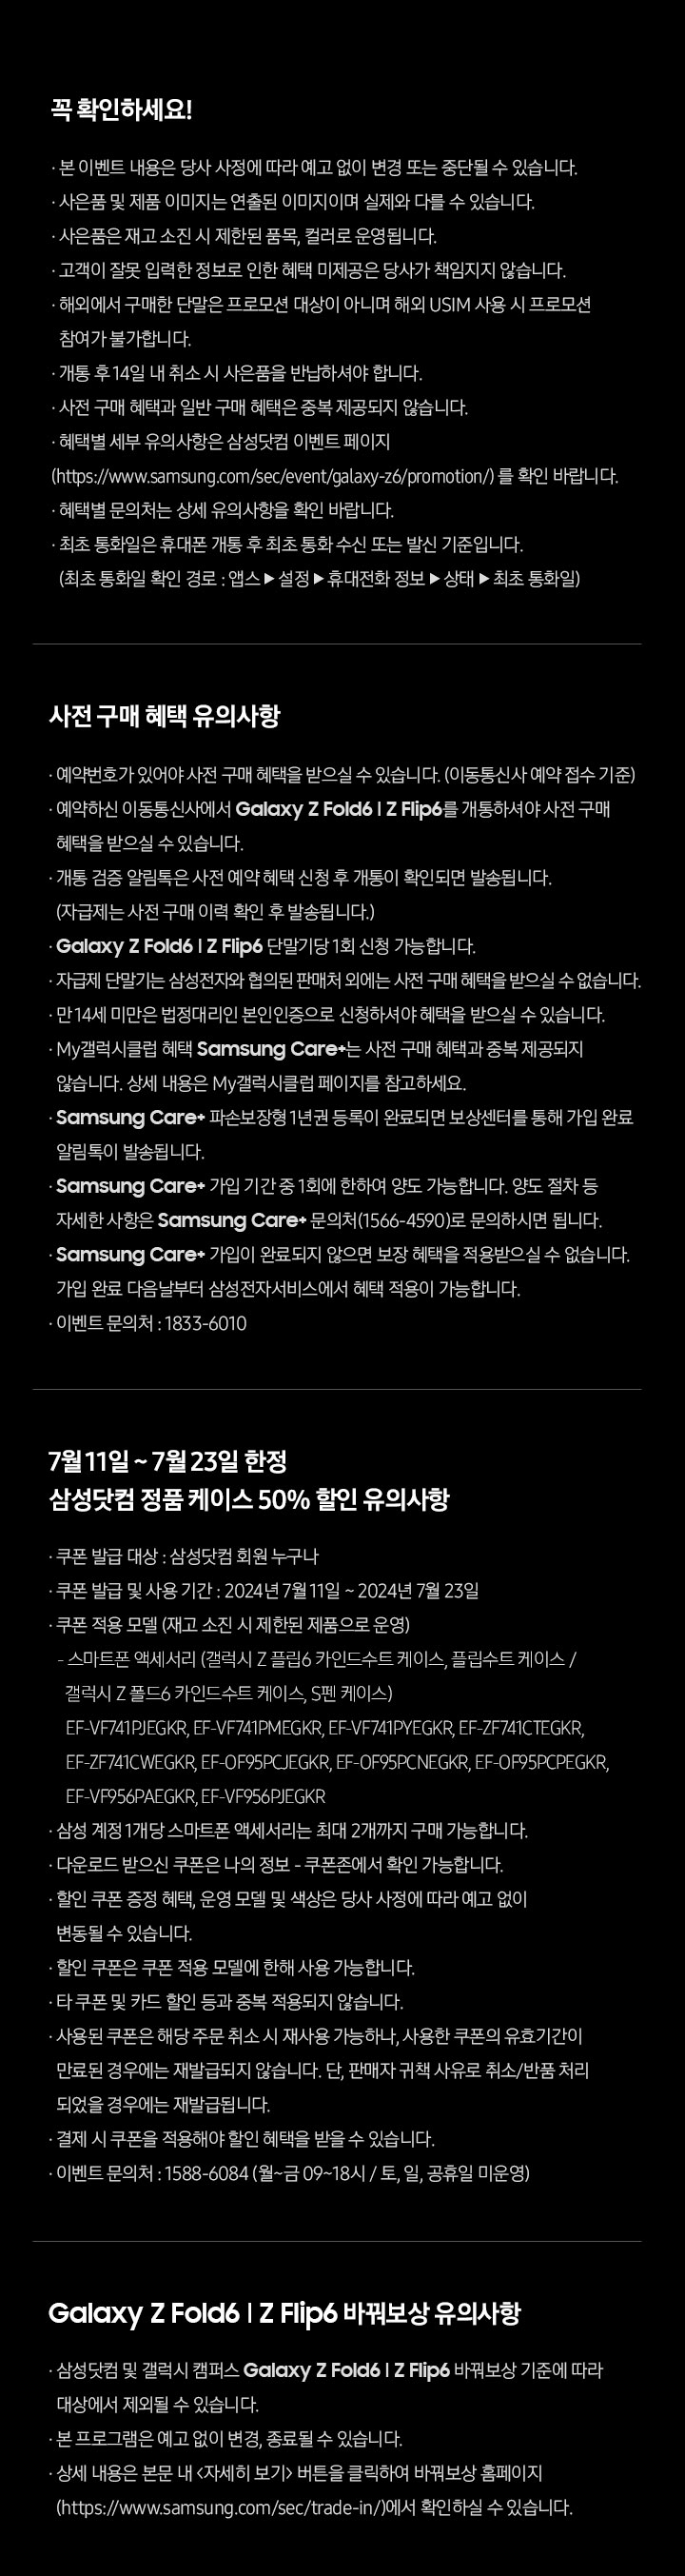 꼭 확인하세요!
· 본 이벤트 내용은 당사 사정에 따라 예고 없이 변경 또는 중단될 수 있습니다.
· 사은품 및 제품 이미지는 연출된 이미지이며 실제와 다를 수 있습니다.
· 사은품은 재고 소진 시 제한된 품목, 컬러로 운영됩니다.
· 고객이 잘못 입력한 정보로 인한 혜택 미제공은 당사가 책임지지 않습니다.
· 해외에서 구매한 단말은 프로모션 대상이 아니며 해외 USIM 사용 시 프로모션
참여가 불가합니다.
· 개통 후 14일 내 취소 시 사은품을 반납하셔야 합니다.
· 사전 구매 혜택과 일반 구매 혜택은 중복 제공되지 않습니다.
· 혜택별 세부 유의사항은 삼성닷컴 이벤트 페이지
(https://www.samsung.com/sec/event/galaxy-z6/promotion/) 를 확인 바랍니다.
· 혜택별 문의처는 상세 유의사항을 확인 바랍니다.
· 최초 통화일은 휴대폰 개통 후 최초 통화 수신 또는 발신 기준입니다.
(최초 통화일 확인 경로 : 앱스 ▶ 설정 ▶ 휴대전화 정보 ▶ 상태 ▶ 최초 통화일)
사전 구매 혜택 유의사항
· 예약번호가 있어야 사전 구매 혜택을 받으실 수 있습니다. (이동통신사 예약 접수 기준)
· 예약하신 이동통신사에서 Galaxy Z Fold6 | Z Flip6를 개통하셔야 사전 구매
혜택을 받으실 수 있습니다.
· 개통 검증 알림톡은 사전 예약 혜택 신청 후 개통이 확인되면 발송됩니다.
(자급제는 사전 구매 이력 확인 후 발송됩니다.)
· Galaxy Z Fold6 | Z Flip6 단말기당 1회 신청 가능합니다.
· 자급제 단말기는 삼성전자와 협의된 판매처 외에는 사전 구매 혜택을 받으실 수 없습니다.
· 만 14세 미만은 법정대리인 본인인증으로 신청하셔야 혜택을 받으실 수 있습니다.
· My갤럭시클럽 혜택 Samsung Care+는 사전 구매 혜택과 중복 제공되지
않습니다. 상세 내용은 My갤럭시클럽 페이지를 참고하세요.
· Samsung Care+ 파손보장형 1년권 등록이 완료되면 보상센터를 통해 가입 완료
알림톡이 발송됩니다.
· Samsung Care+ 가입 기간 중 1회에 한하여 양도 가능합니다. 양도 절차 등
자세한 사항은 Samsung Care+ 문의처(1566-4590)로 문의하시면 됩니다.
· Samsung Care+ 가입이 완료되지 않으면 보장 혜택을 적용받으실 수 없습니다.
가입 완료 다음날부터 삼성전자서비스에서 혜택 적용이 가능합니다.
· 이벤트 문의처 : 1833-6010
7월 11일 ~ 7월 23일 한정
삼성닷컴 정품 케이스 50% 할인 유의사항
· 쿠폰 발급 대상 : 삼성닷컴 회원 누구나
· 쿠폰 발급 및 사용 기간 : 2024년 7월 11일 ~ 2024년 7월 23일
· 쿠폰 적용 모델 (재고 소진 시 제한된 제품으로 운영)
- 스마트폰 액세서리 (갤럭시 Z 플립6 카인드수트 케이스, 플립수트 케이스 /
갤럭시 Z 폴드6 카인드수트 케이스, S펜 케이스)
EF-VF741PJEGKR, EF-VF741PMEGKR, EF-VF741PYEGKR, EF-ZF741CTEGKR,
EF-ZF741CWEGKR, EF-OF95PCJEGKR, EF-OF95PCNEGKR, EF-OF95PCPEGKR,
EF-VF956PAEGKR, EF-VF956PJEGKR
· 삼성 계정 1개당 스마트폰 액세서리는 최대 2개까지 구매 가능합니다.
· 다운로드 받으신 쿠폰은 나의 정보 - 쿠폰존에서 확인 가능합니다.
· 할인 쿠폰 증정 혜택, 운영 모델 및 색상은 당사 사정에 따라 예고 없이
변동될 수 있습니다.
· 할인 쿠폰은 쿠폰 적용 모델에 한해 사용 가능합니다.
· 타 쿠폰 및 카드 할인 등과 중복 적용되지 않습니다.
· 사용된 쿠폰은 해당 주문 취소 시 재사용 가능하나, 사용한 쿠폰의 유효기간이
만료된 경우에는 재발급되지 않습니다. 단, 판매자 귀책 사유로 취소/반품 처리
되었을 경우에는 재발급됩니다.
· 결제 시 쿠폰을 적용해야 할인 혜택을 받을 수 있습니다.
· 이벤트 문의처 : 1588-6084 (월~금 09~18시 / 토, 일, 공휴일 미운영)
Galaxy Z Fold6 | Z Flip6 바꿔보상 유의사항
· 삼성닷컴 및 갤럭시 캠퍼스 Galaxy Z Fold6 | Z Flip6 바꿔보상 기준에 따라
대상에서 제외될 수 있습니다.
· 본 프로그램은 예고 없이 변경, 종료될 수 있습니다.
· 상세 내용은 본문 내 <자세히 보기> 버튼을 클릭하여 바꿔보상 홈페이지
(https://www.samsung.com/sec/trade-in/)에서 확인하실 수 있습니다.